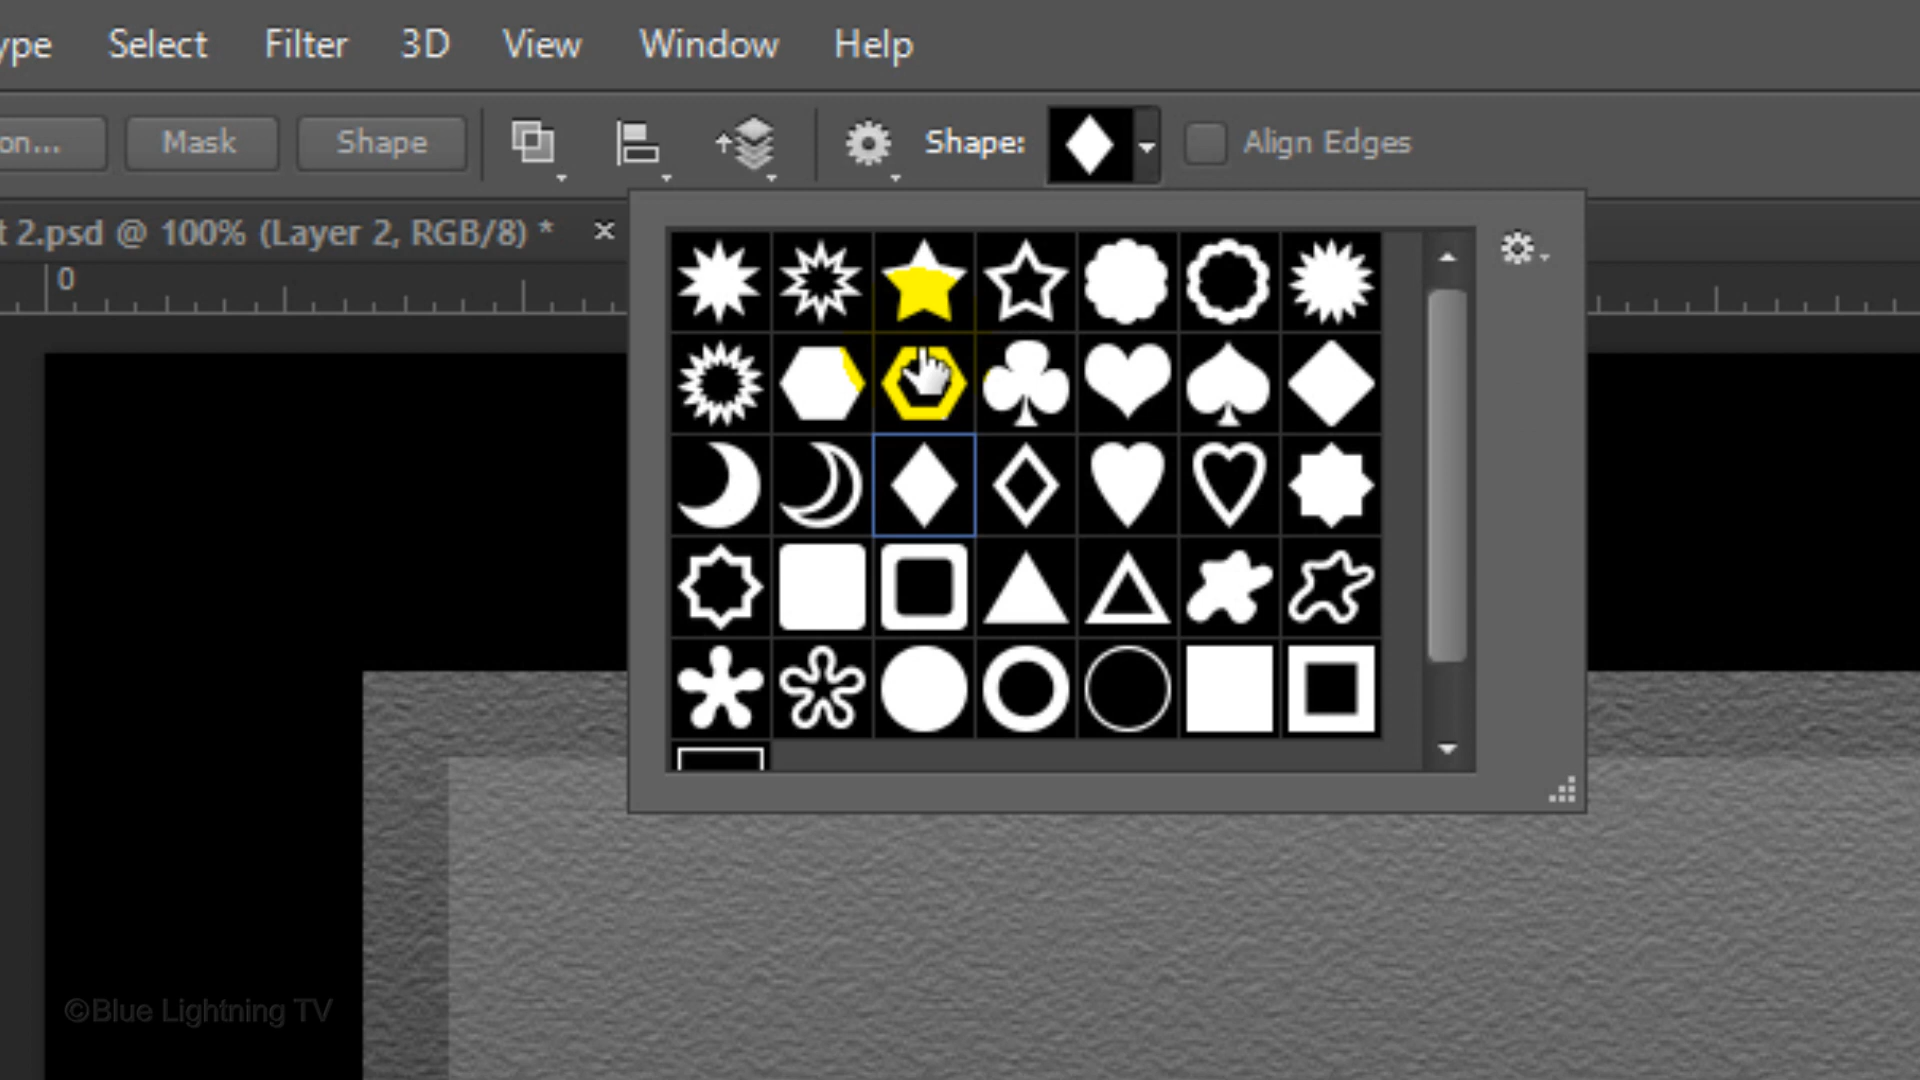 ype Select Filter 3D View Window Help
on... Mask Shape Shape: Align Edges
t 2.psd @ 100% (Layer 2, RGB/8) * ×
0
©Blue Lightning TV